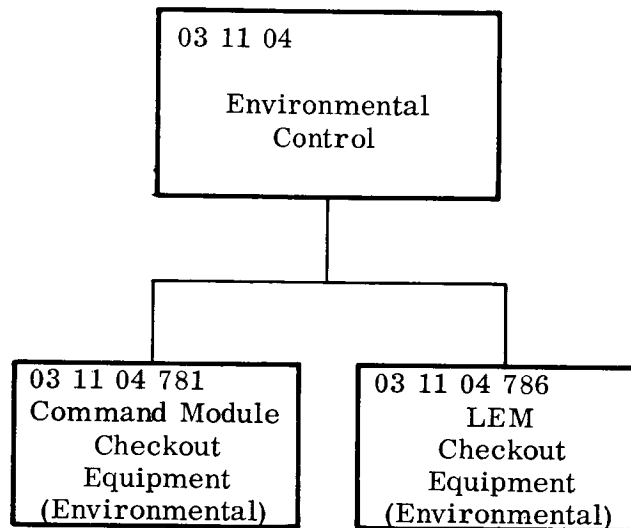 03 11 04
Environmental
Control
03 11 04 781
Command Module
Checkout
Equipment
(Environmental)
03 11 04 786
LEM
Checkout
Equipment
(Environmental)